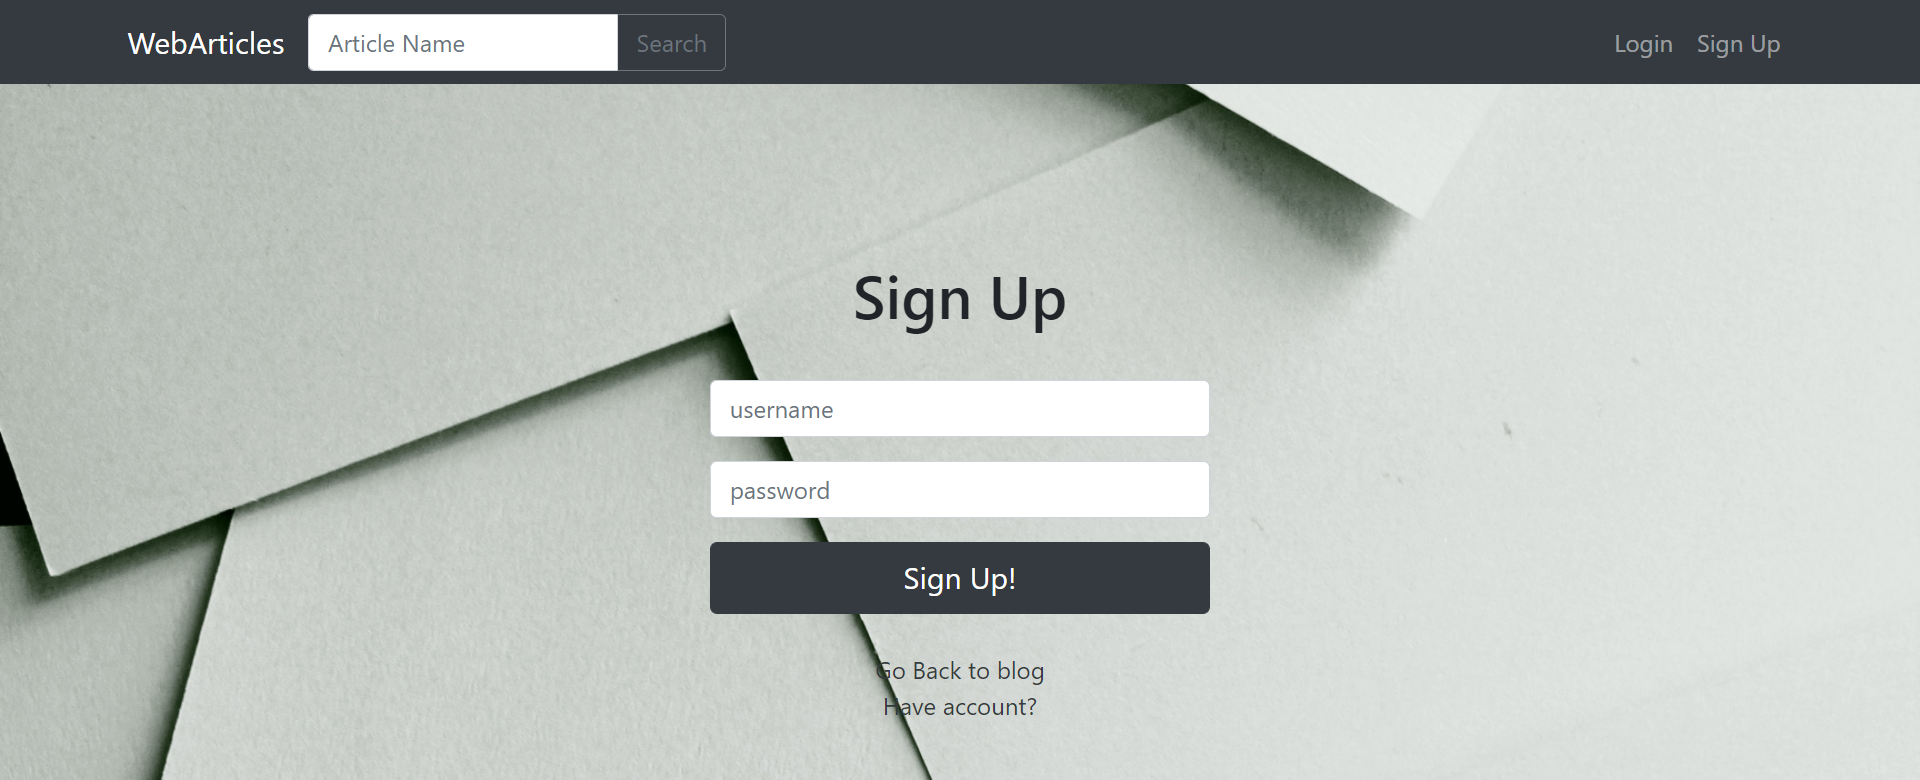 WebArticles Article Name Search Login Sign Up
Sign Up
username
password
Sign Up!
Go Back to blog
Have account?